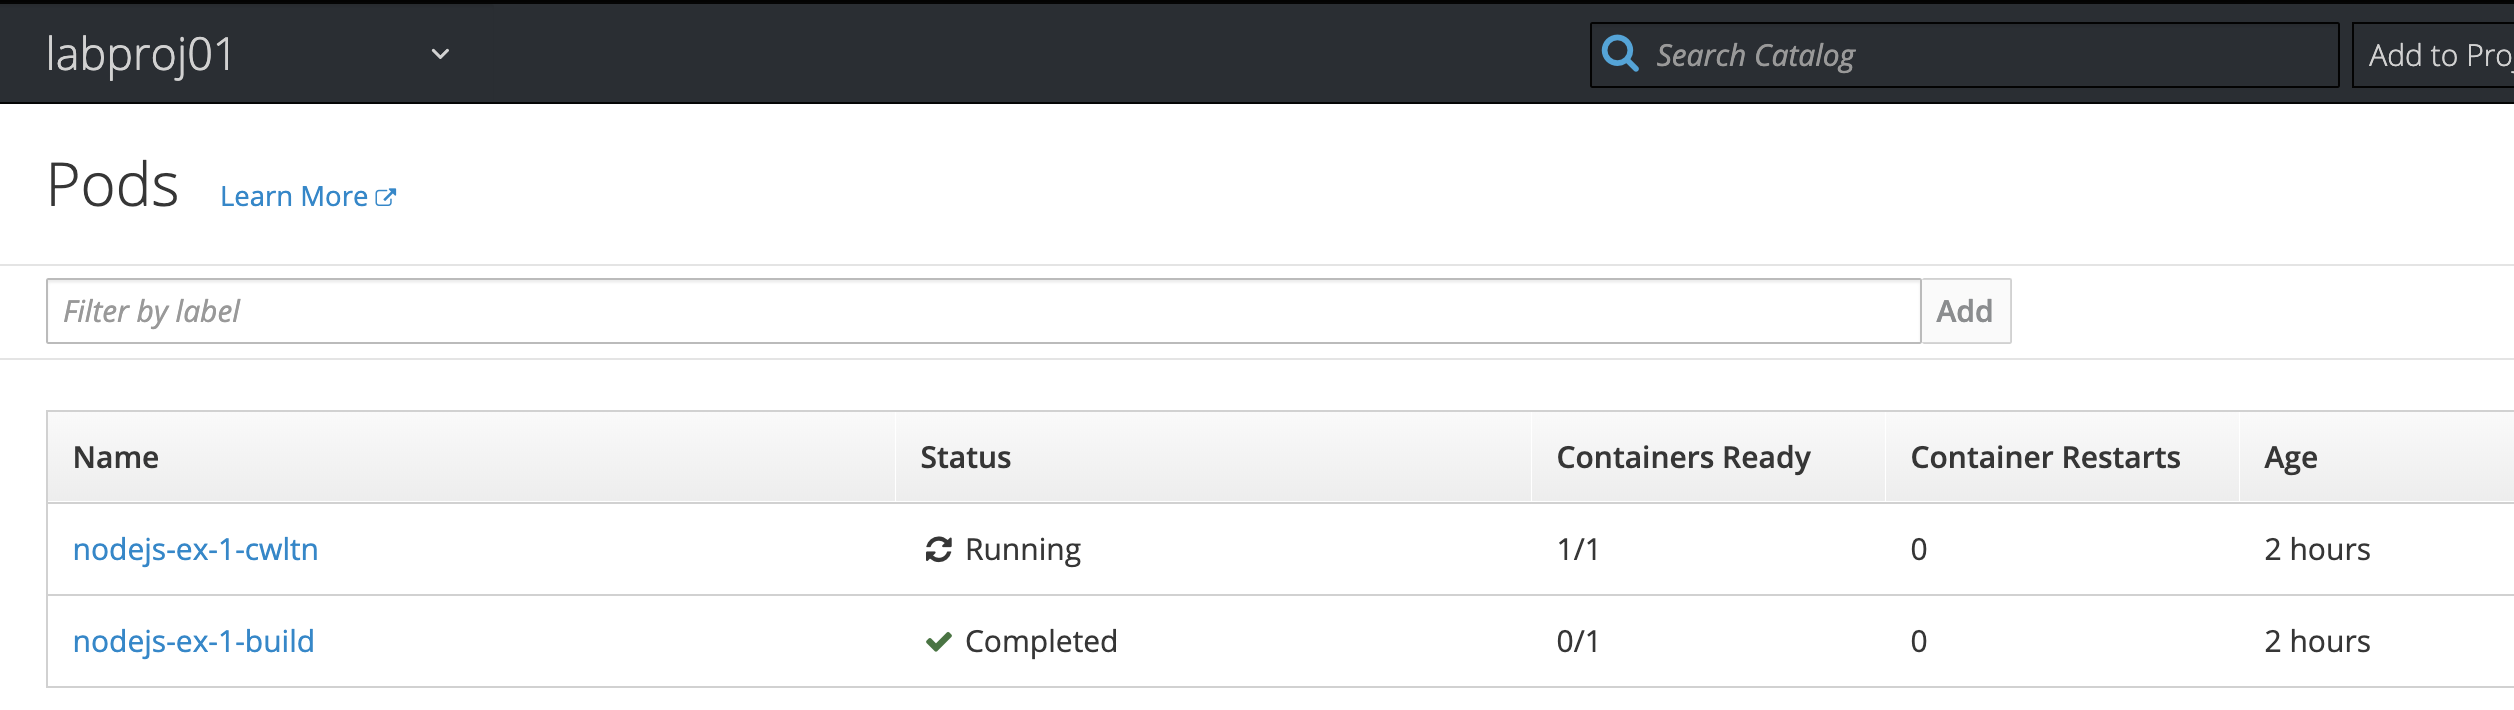 labproj01
Search Catalog
Add to Pro
Pods Learn More
Filter by label Add
Name Status Containers Ready Container Restarts Age
nodejs-ex-1-cwltn Running 1/1 0 2 hours
nodejs-ex-1-build Completed 0/1 0 2 hours